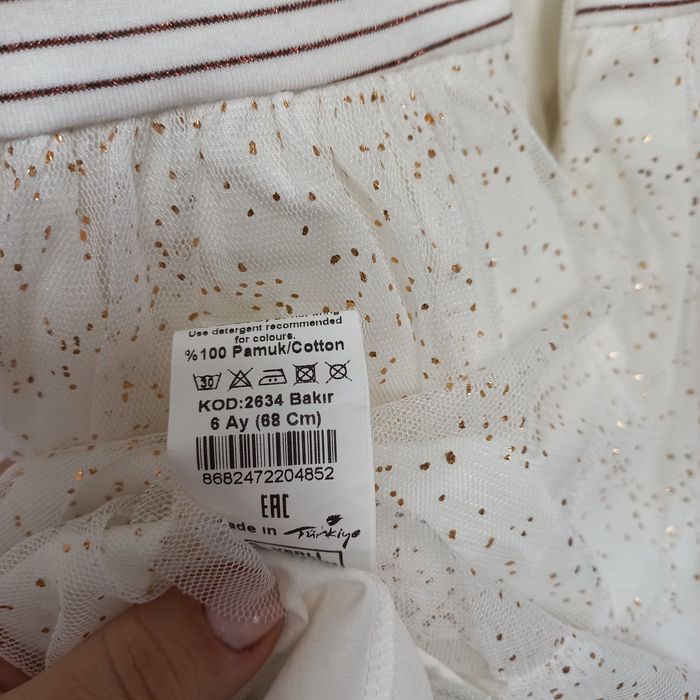 Use detergent recommended
for colours.
%100 Pamuk/Cotton
30
KOD:2634 Bakır
6 Ay (68 Cm)
8682472204852
EAC
ade in Türkiye